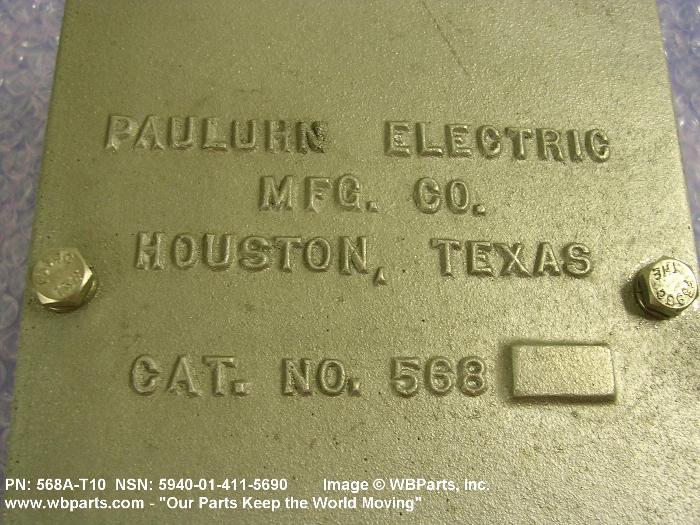 PAULUHN ELECTRIC
MFG. CO.
HOUSTON, TEXAS
CAT. NO. 568
PN: 568A-T10 NSN: 5940-01-411-5690 Image © WBParts, Inc.
www.wbparts.com - "Our Parts Keep the World Moving"